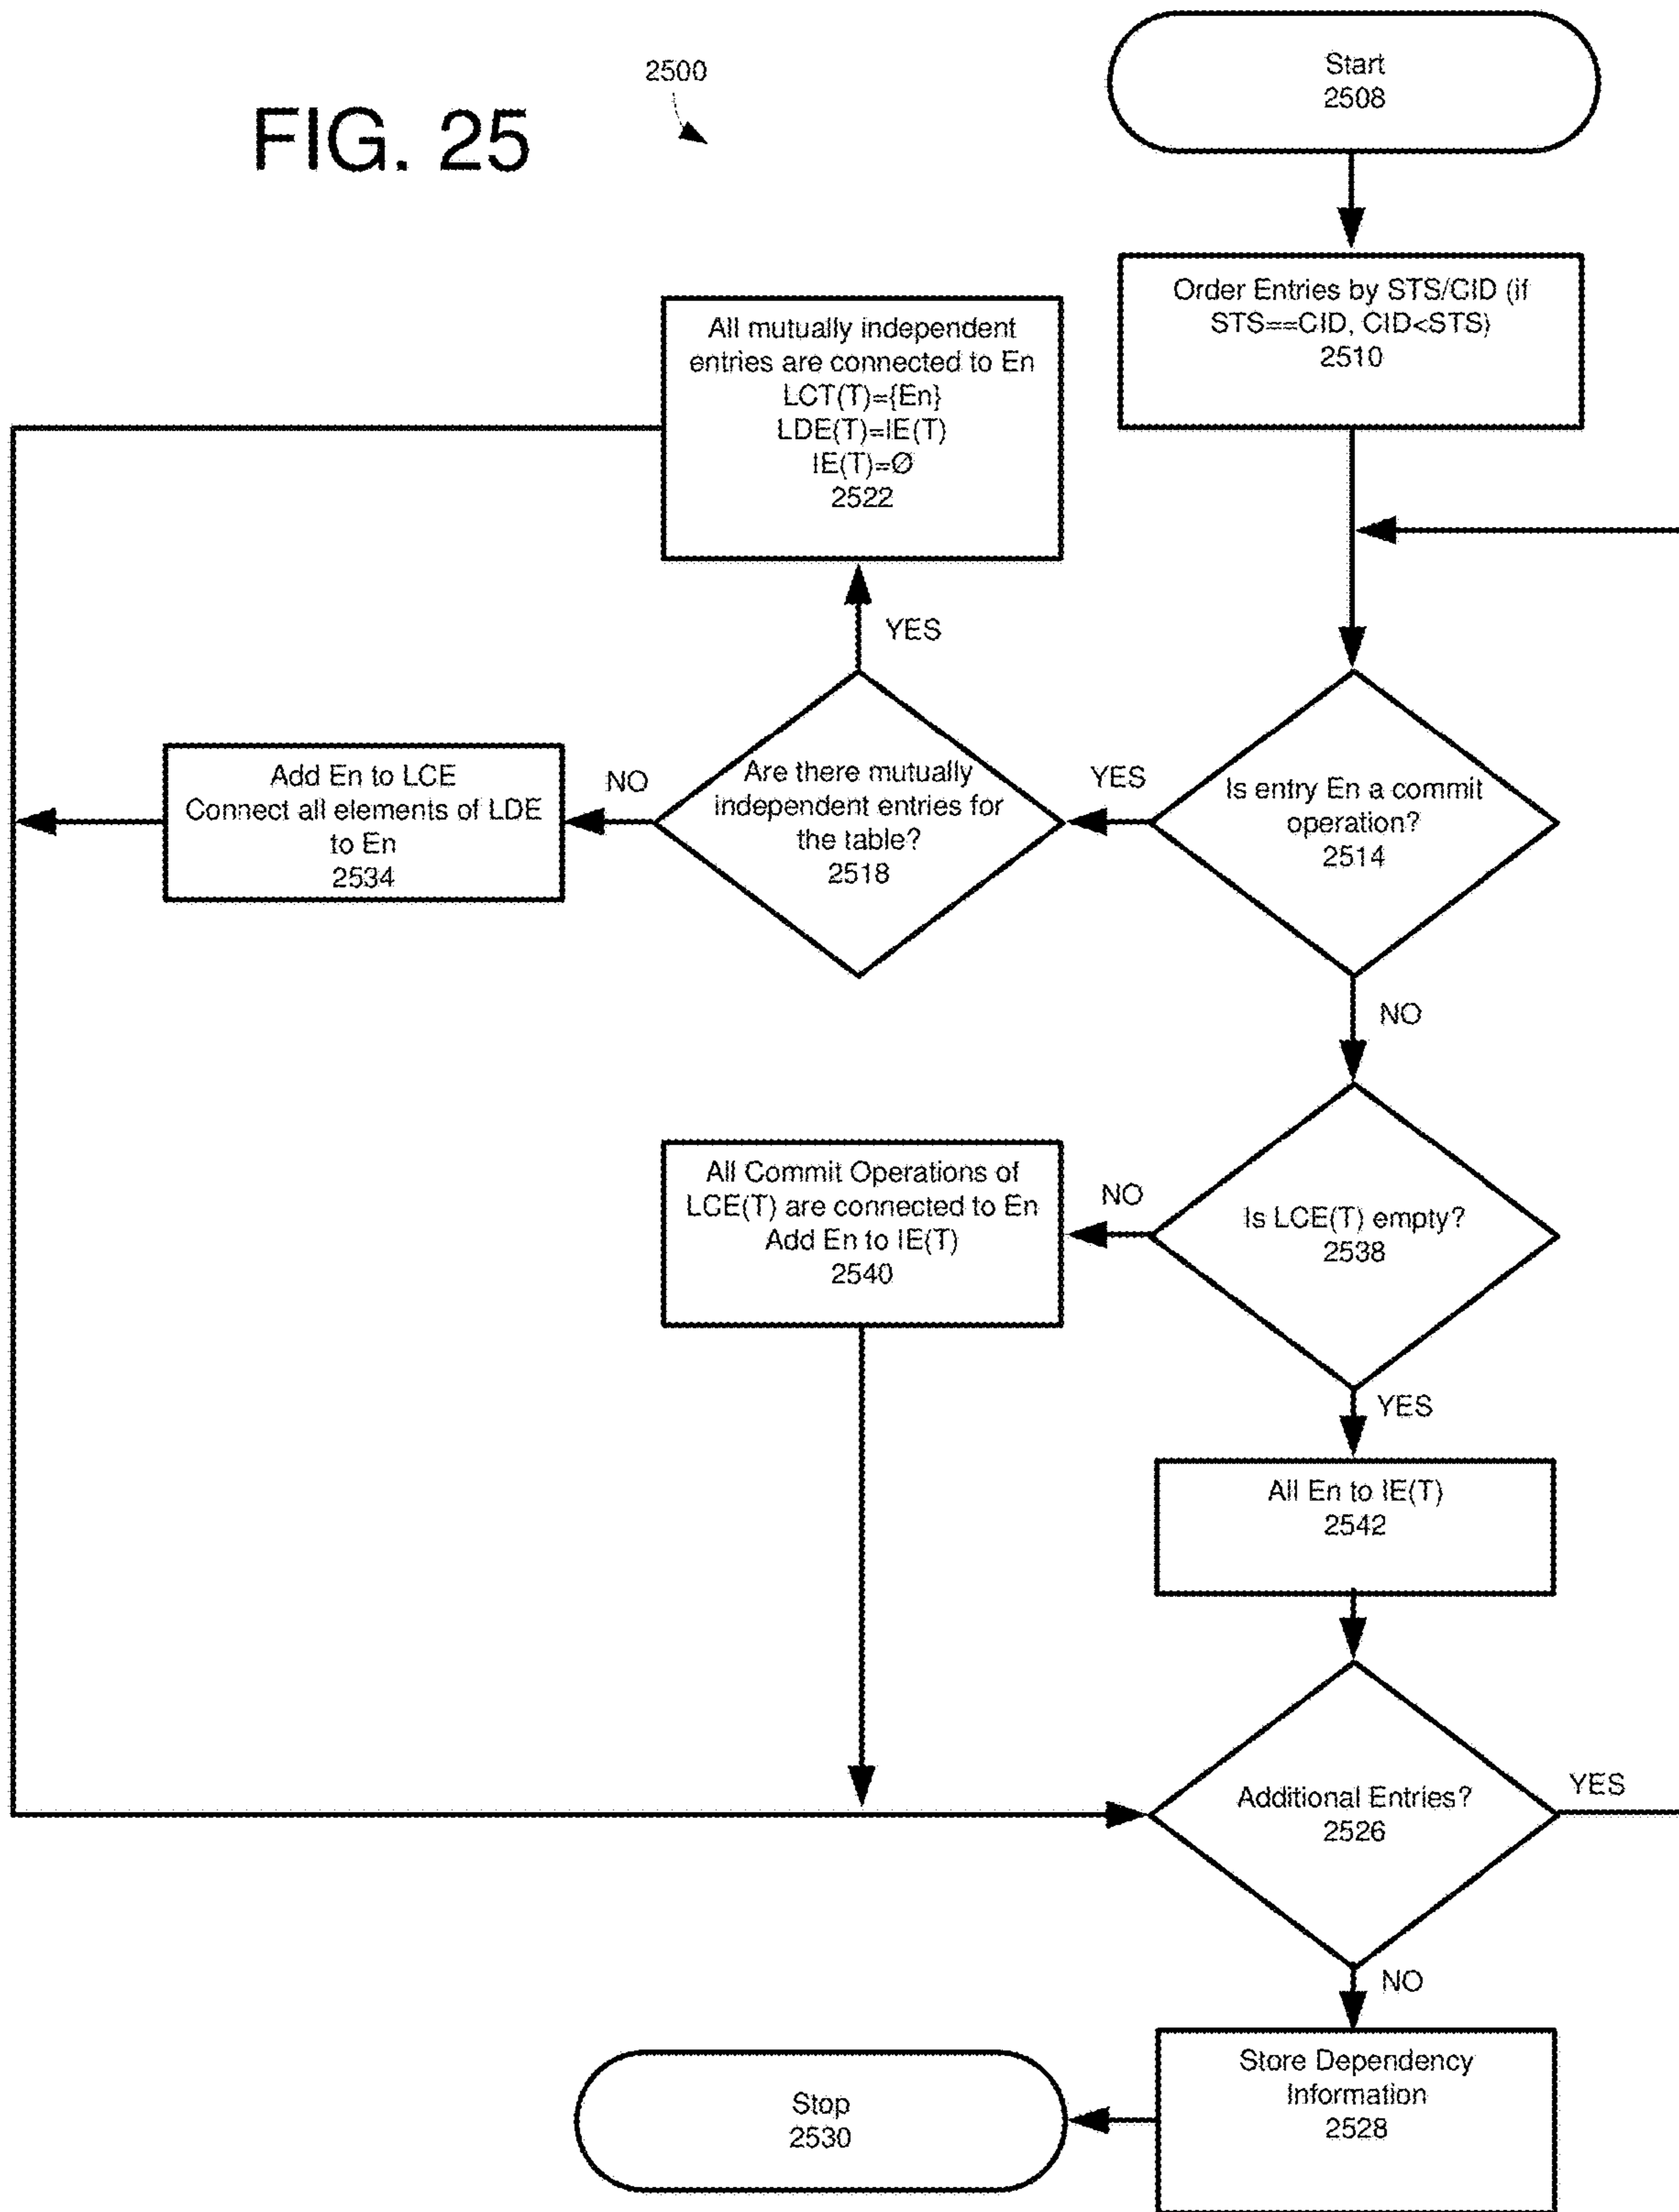 FIG. 25
2500
Start
2508
Order Entries by STS/CID (if
STS==CID, CID<STS)
2510
All mutually independent
entries are connected to En
LCT(T)={En}
LDE(T)=IE(T)
IE(T)=Ø
2522
YES
Add En to LCE
Connect all elements of LDE
to En
2534
NO
Are there mutually
independent entries for
the table?
2518
YES
Is entry En a commit
operation?
2514
NO
All Commit Operations of
LCE(T) are connected to En
Add En to IE(T)
2540
NO
Is LCE(T) empty?
2538
YES
All En to IE(T)
2542
Additional Entries?
2526
YES
NO
Store Dependency
Information
2528
Stop
2530